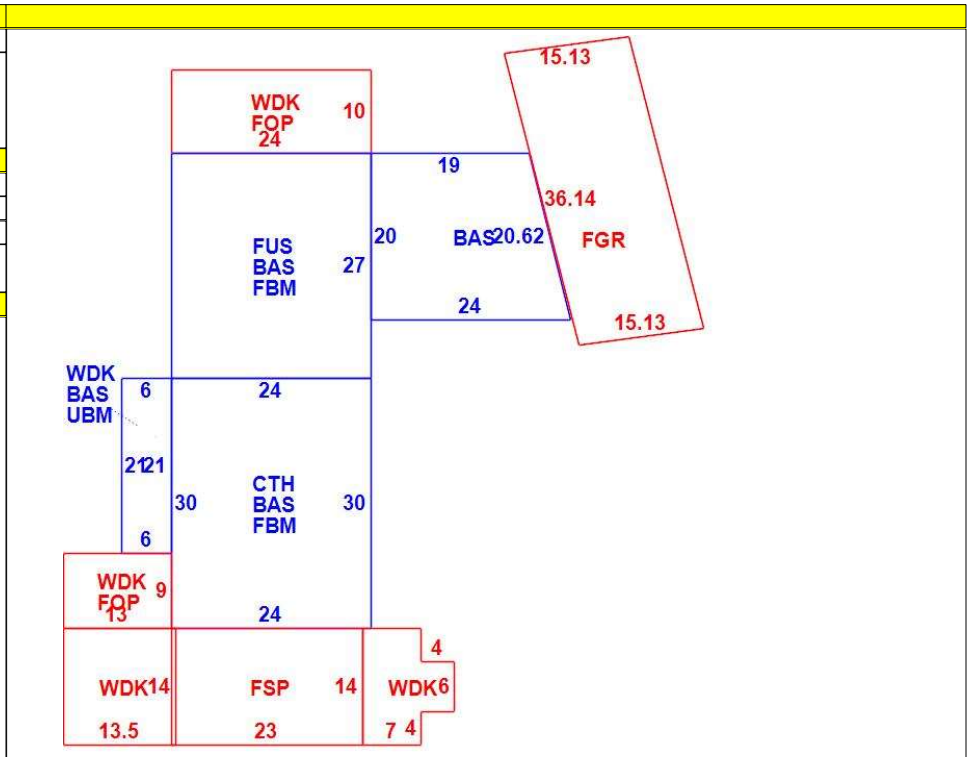 15.13
WDK
FOP
10
24
19
36.14
FUS
BAS
FBM
27
20
BAS
20.62
FGR
24
15.13
WDK
BAS
UBM
6
24
21
21
30
CTH
BAS
FBM
30
6
WDK
FOP
9
13
24
4
WDK
14
FSP
14
WDK
6
13.5
23
7
4